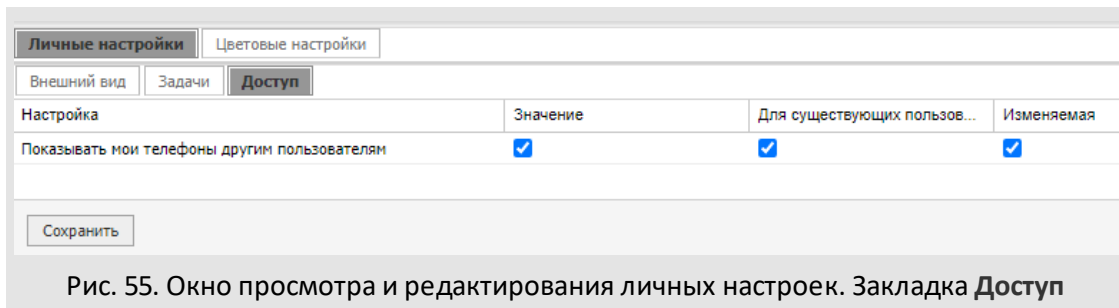 Личные настройки Цветовые настройки
Внешний вид Задачи Доступ
Настройка Значение Для существующих пользов... Изменяемая
Показывать мои телефоны другим пользователям
Сохранить
Рис. 55. Окно просмотра и редактирования личных настроек. Закладка Доступ